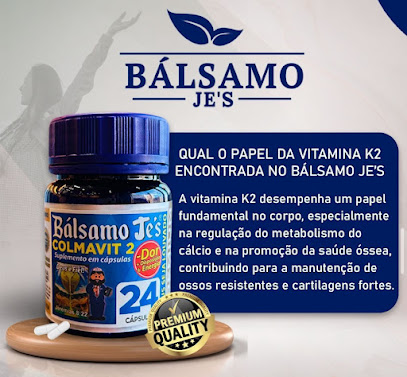 BÁLSAMO
JE'S
QUAL O PAPEL DA VITAMINA K2
ENCONTRADA NO BÁLSAMO JE'S
A vitamina K2 desempenha um papel
fundamental no corpo, especialmente
na regulação do metabolismo do
cálcio e na promoção da saúde óssea,
contribuindo para a manutenção de
ossos resistentes e cartilagens fortes.
Bálsamo Je's
COLMAVIT 2
Suplemento em cápsulas
Dor
24
CÁPSUL
PREMIUM
QUALITY